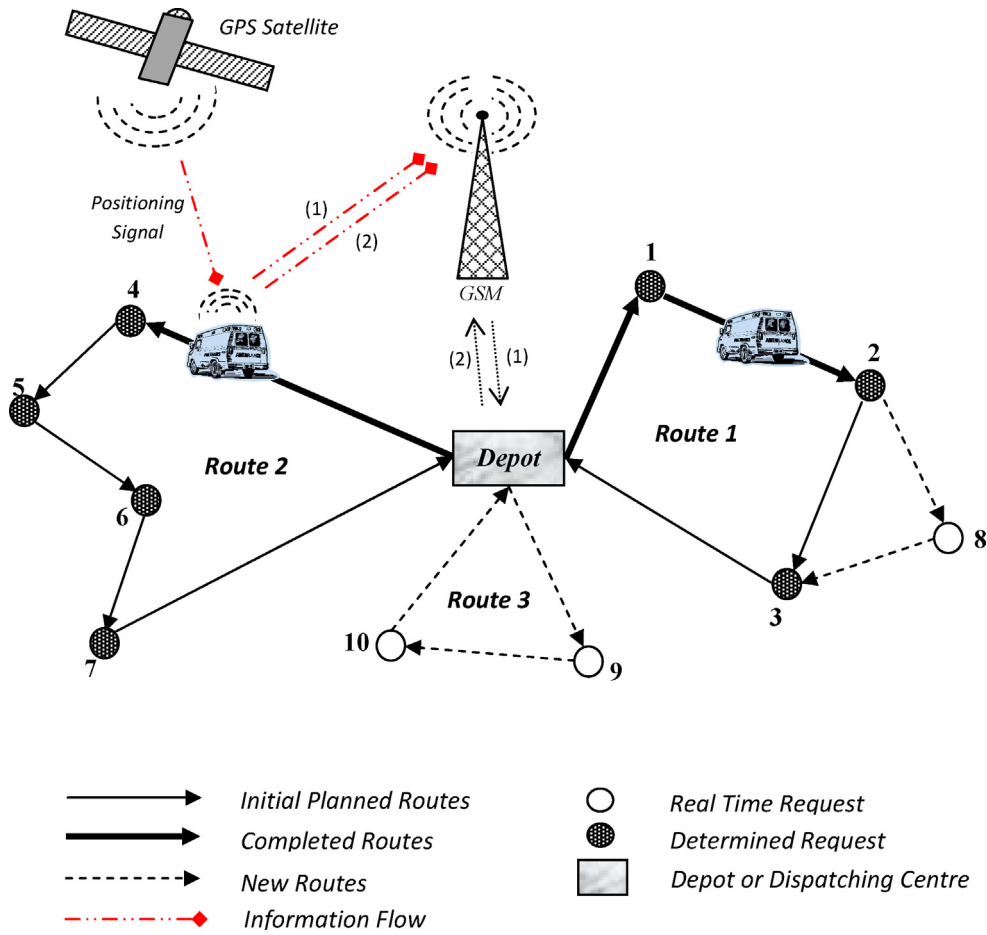 GPS Satellite
Positioning
Signal
(1)
(2)
GSM
(2)
(1)
1
2
3
4
5
6
7
8
9
10
Route 1
Route 2
Route 3
Depot
Initial Planned Routes
Completed Routes
New Routes
Information Flow
Real Time Request
Determined Request
Depot or Dispatching Centre